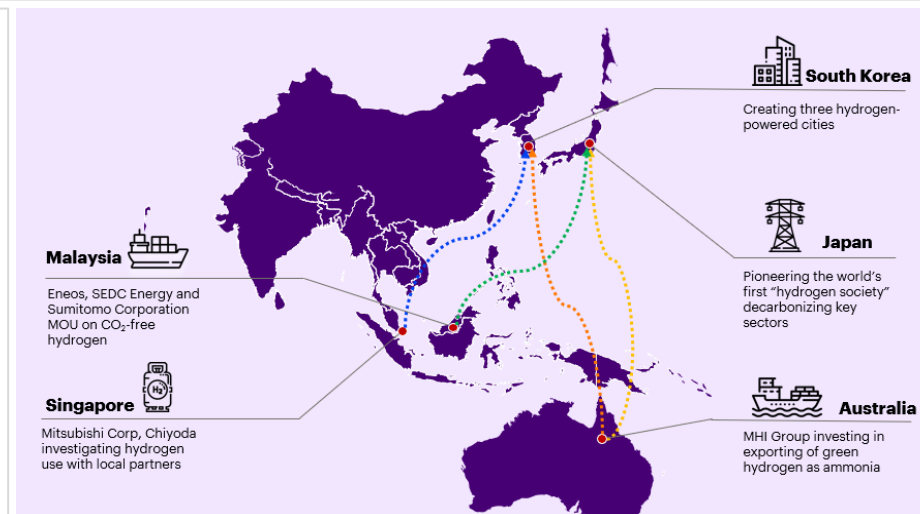 South Korea
Creating three hydrogen-
powered cities
Japan
Pioneering the world's
first “hydrogen society”
decarbonizing key
sectors
Malaysia
Eneos, SEDC Energy and
Sumitomo Corporation
MOU on CO₂-free
hydrogen
H₂
Singapore
Mitsubishi Corp, Chiyoda
investigating hydrogen
use with local partners
Australia
MHI Group investing in
exporting of green
hydrogen as ammonia